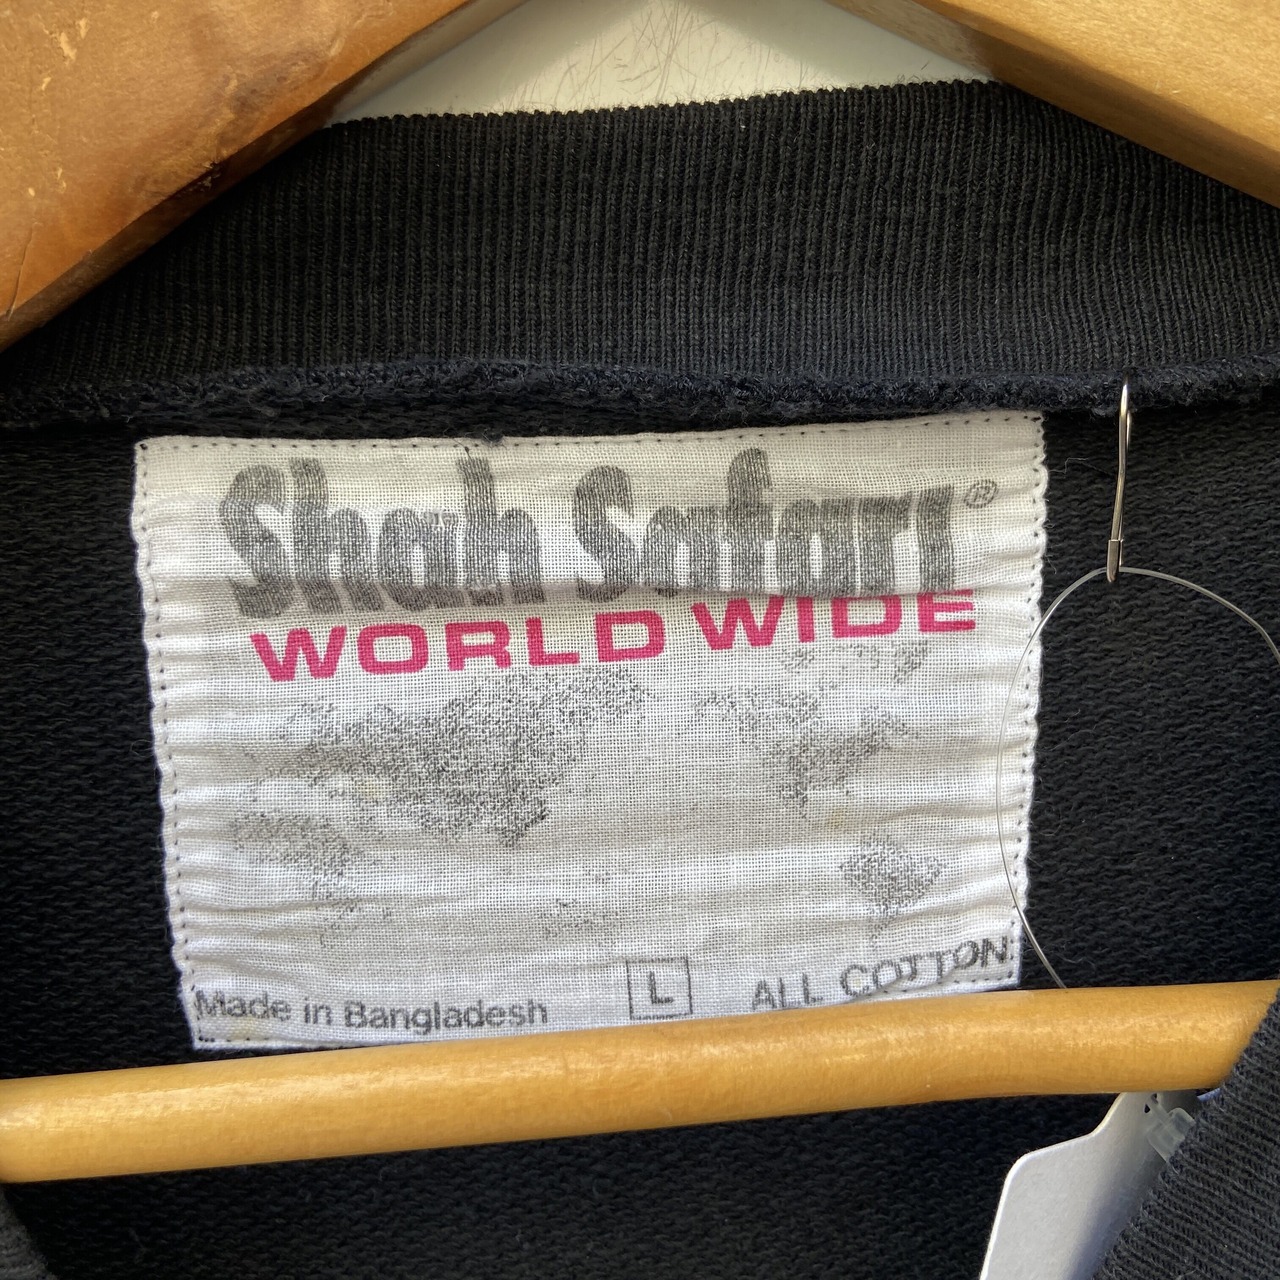 Shah Safari®
WORLD WIDE
Made in Bangladesh L ALL COTTON